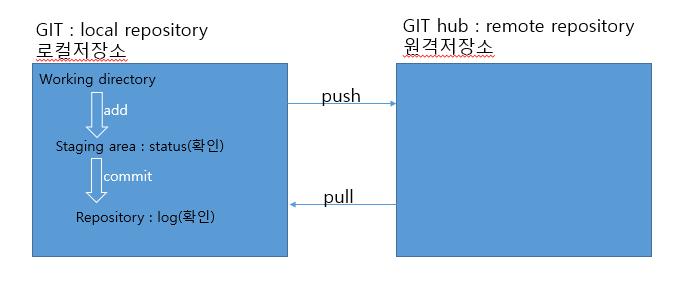 GIT : local repository
로컬저장소
GIT hub : remote repository
원격저장소
Working directory
add
Staging area : status(확인)
commit
Repository : log(확인)
push
pull